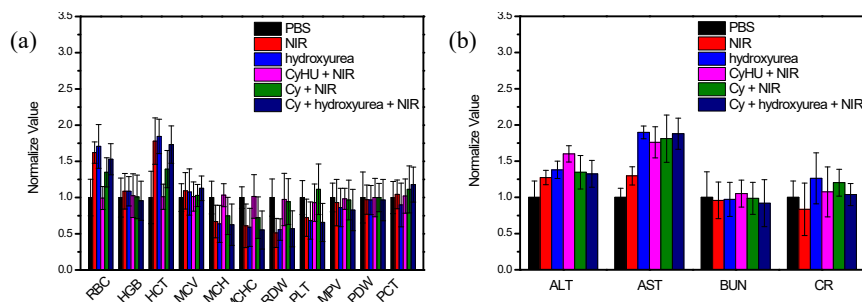 (a)
3.5
3.0
2.5
2.0
1.5
1.0
0.5
0.0
Normalize Value
PBS
NIR
hydroxyurea
CyHU + NIR
Cy + NIR
Cy + hydroxyurea + NIR
RBC
HGB
HCT
MCV
MCH
MCHC
RDW
PLT
MPV
PDW
PCT
(b)
3.5
3.0
2.5
2.0
1.5
1.0
0.5
0.0
Normalize Value
PBS
NIR
hydroxyurea
CyHU + NIR
Cy + NIR
Cy + hydroxyurea + NIR
ALT
AST
BUN
CR